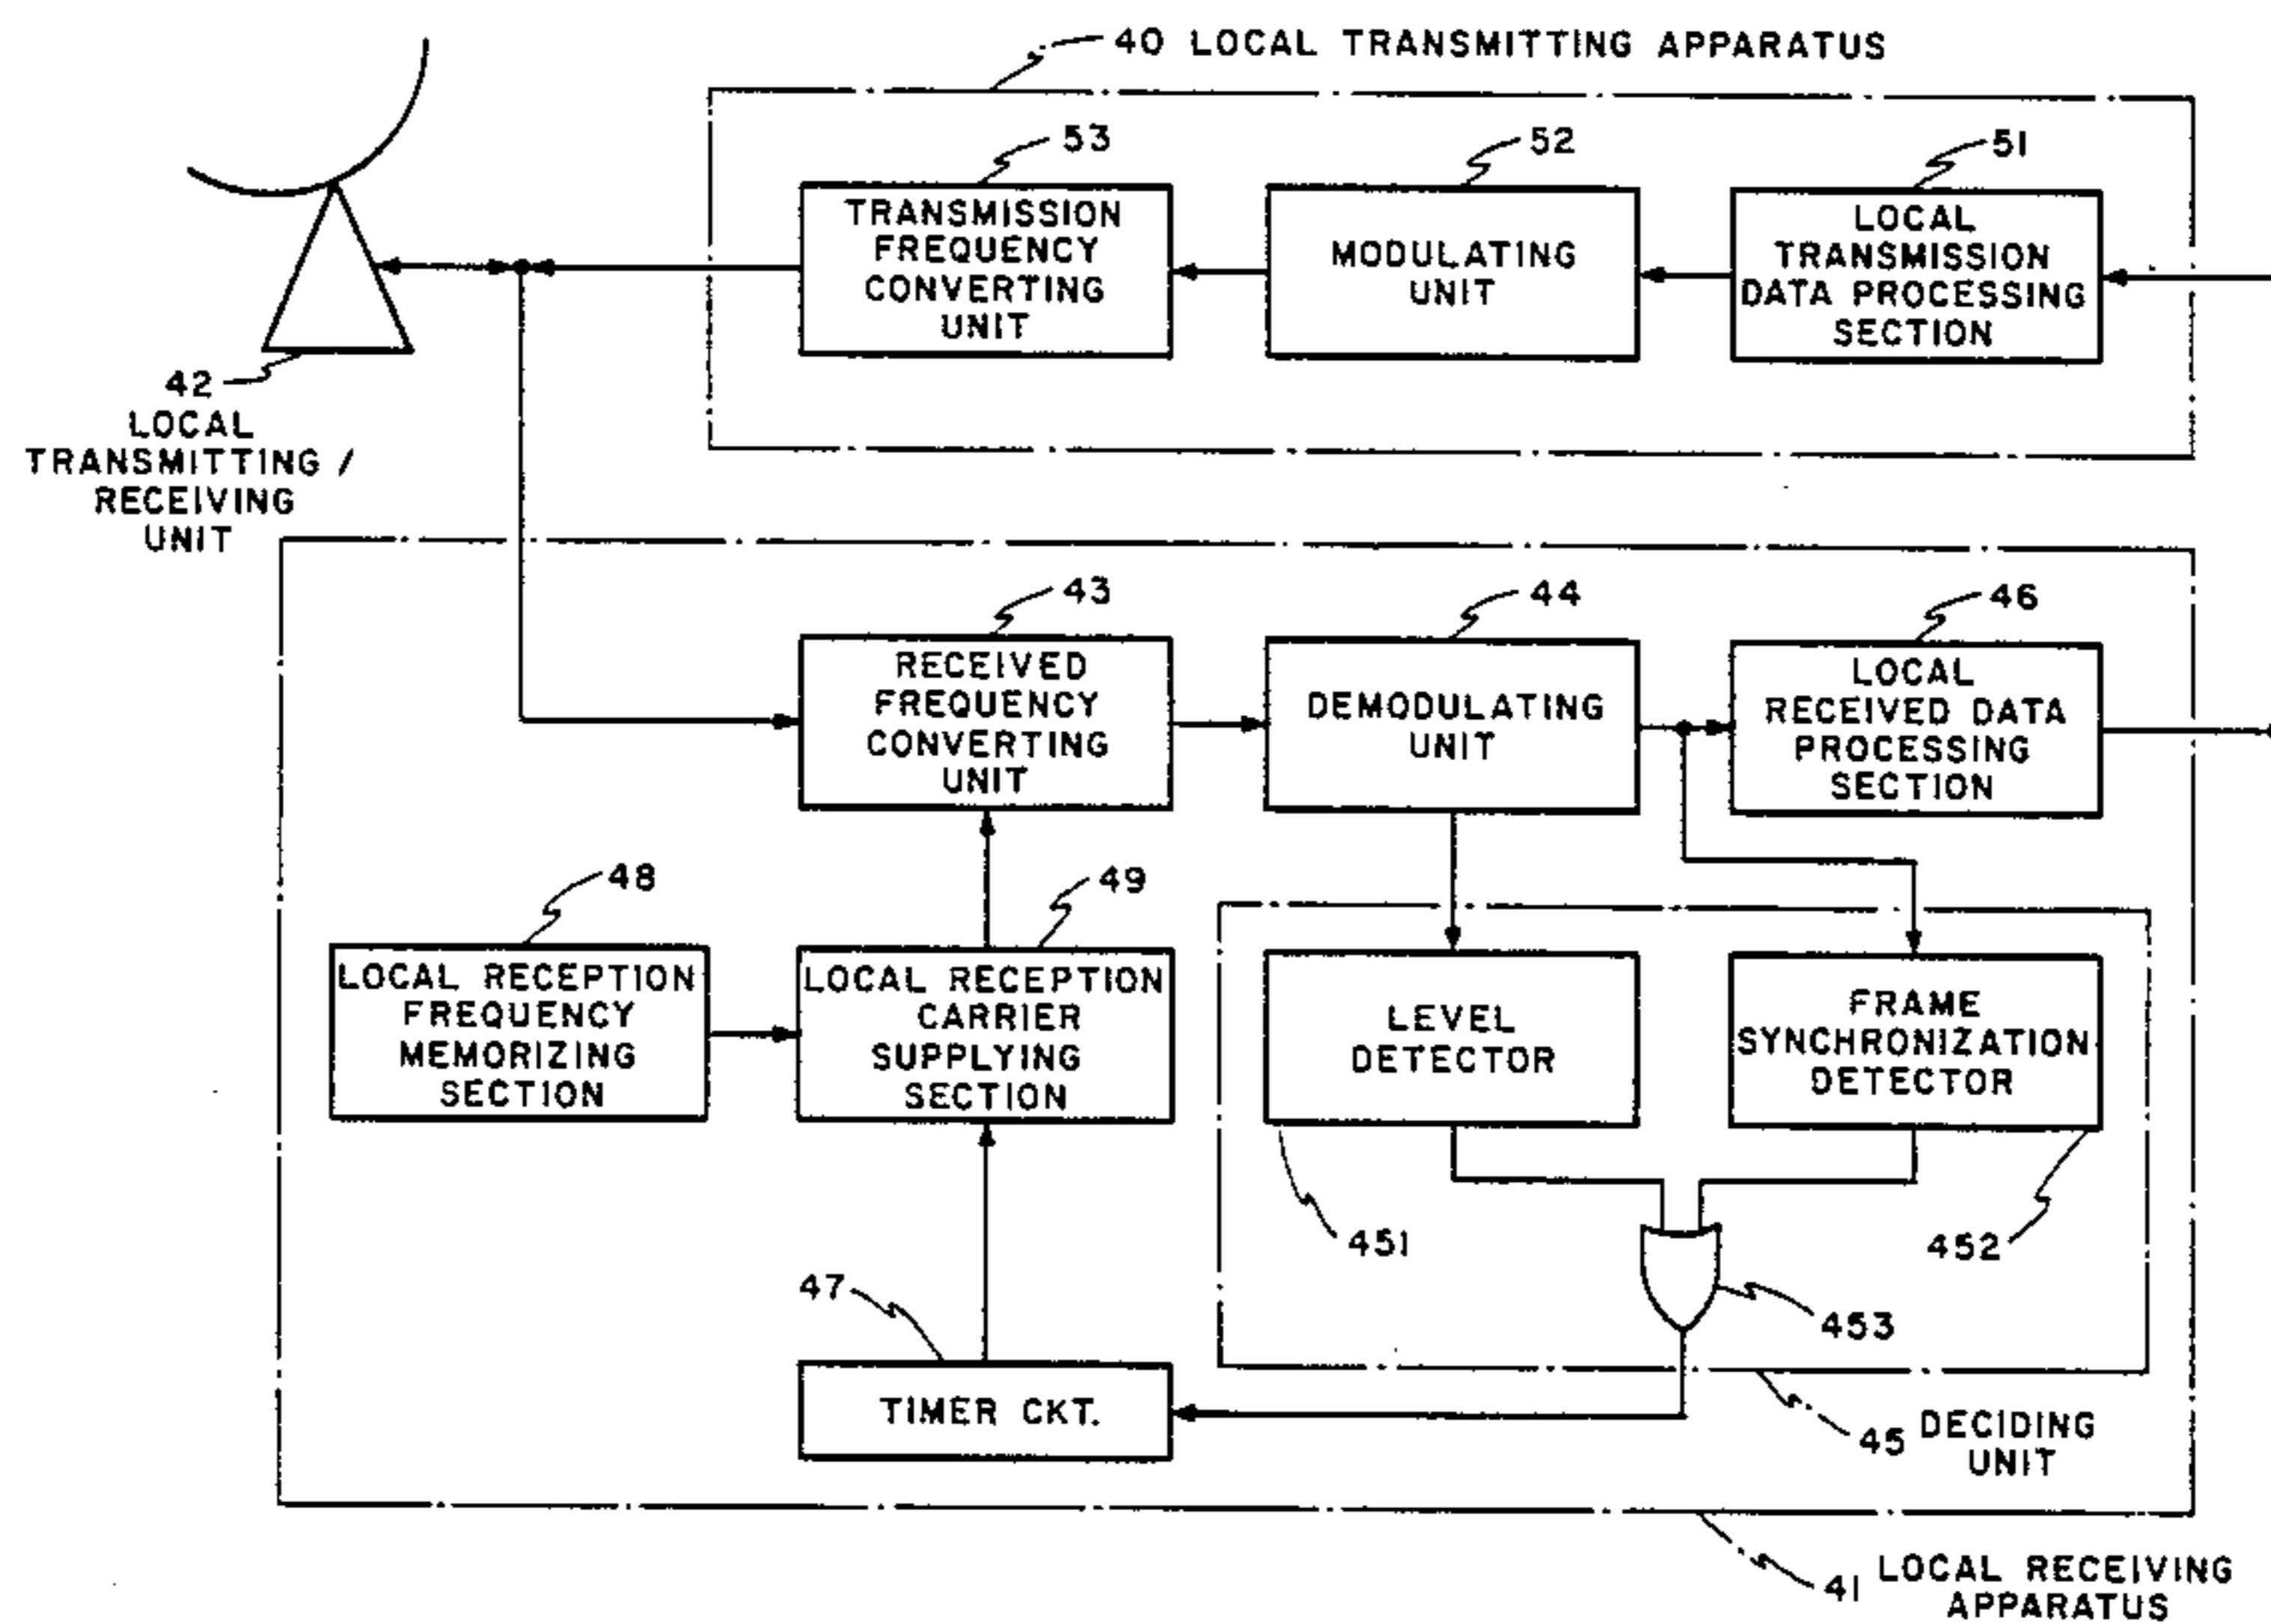 40 LOCAL TRANSMITTING APPARATUS
53
52
51
TRANSMISSION
FREQUENCY
CONVERTING
UNIT
MODULATING
UNIT
LOCAL
TRANSMISSION
DATA PROCESSING
SECTION
42
LOCAL
TRANSMITTING /
RECEIVING
UNIT
43
44
46
RECEIVED
FREQUENCY
CONVERTING
UNIT
DEMODULATING
UNIT
LOCAL
RECEIVED DATA
PROCESSING
SECTION
48
49
LOCAL RECEPTION
FREQUENCY
MEMORIZING
SECTION
LOCAL RECEPTION
CARRIER
SUPPLYING
SECTION
LEVEL
DETECTOR
FRAME
SYNCHRONIZATION
DETECTOR
451
452
453
47
TIMER CKT.
45 DECIDING
UNIT
41 LOCAL RECEIVING
APPARATUS